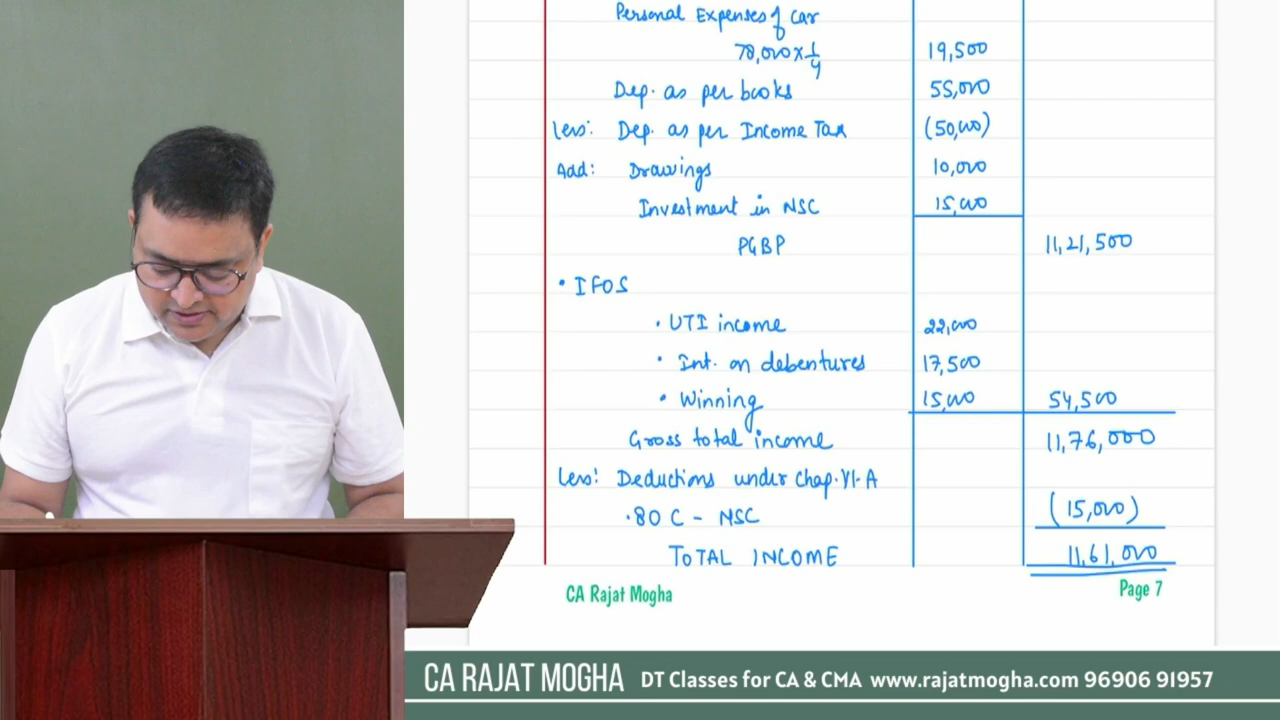 Personal Expenses of Car
78,000 x 1/4 19,500
Dep. as per books 55,000
Less: Dep. as per Income Tax (50,000)
Add: Drawings 10,000
Investment in NSC 15,000
PGBP 11,21,500
• IFOS
• UTI income 22,000
• Int. on debentures 17,500
• Winning 15,000 54,500
Gross total income 11,76,000
Less: Deductions under Chap. VI-A
• 80 C - NSC (15,000)
TOTAL INCOME 11,61,000
CA Rajat Mogha Page 7
CA RAJAT MOGHA DT Classes for CA & CMA www.rajatmogha.com 96906 91957